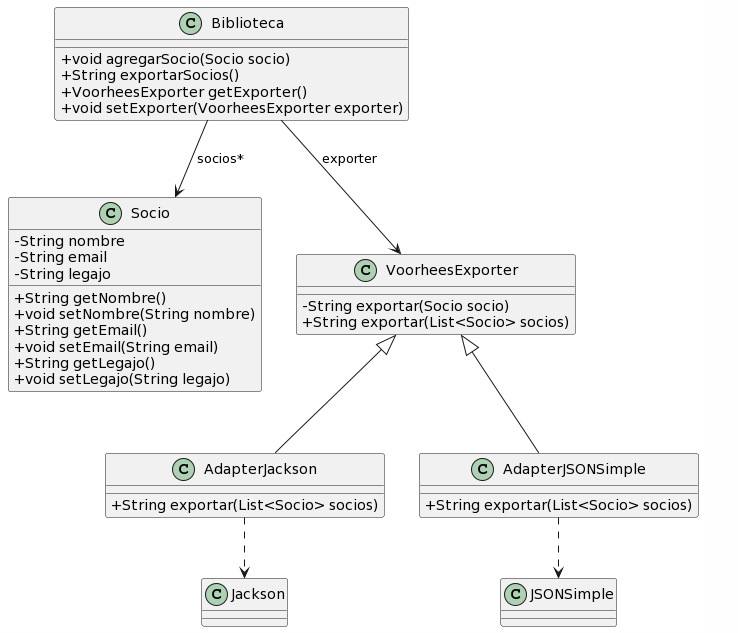 C Biblioteca
+void agregarSocio(Socio socio)
+String exportarSocios()
+VoorheesExporter getExporter()
+void setExporter(VoorheesExporter exporter)
socios*
exporter
C Socio
-String nombre
-String email
-String legajo
+String getNombre()
+void setNombre(String nombre)
+String getEmail()
+void setEmail(String email)
+String getLegajo()
+void setLegajo(String legajo)
C VoorheesExporter
-String exportar(Socio socio)
+String exportar(List<Socio> socios)
C AdapterJackson
+String exportar(List<Socio> socios)
C AdapterJSONSimple
+String exportar(List<Socio> socios)
C Jackson
C JSONSimple